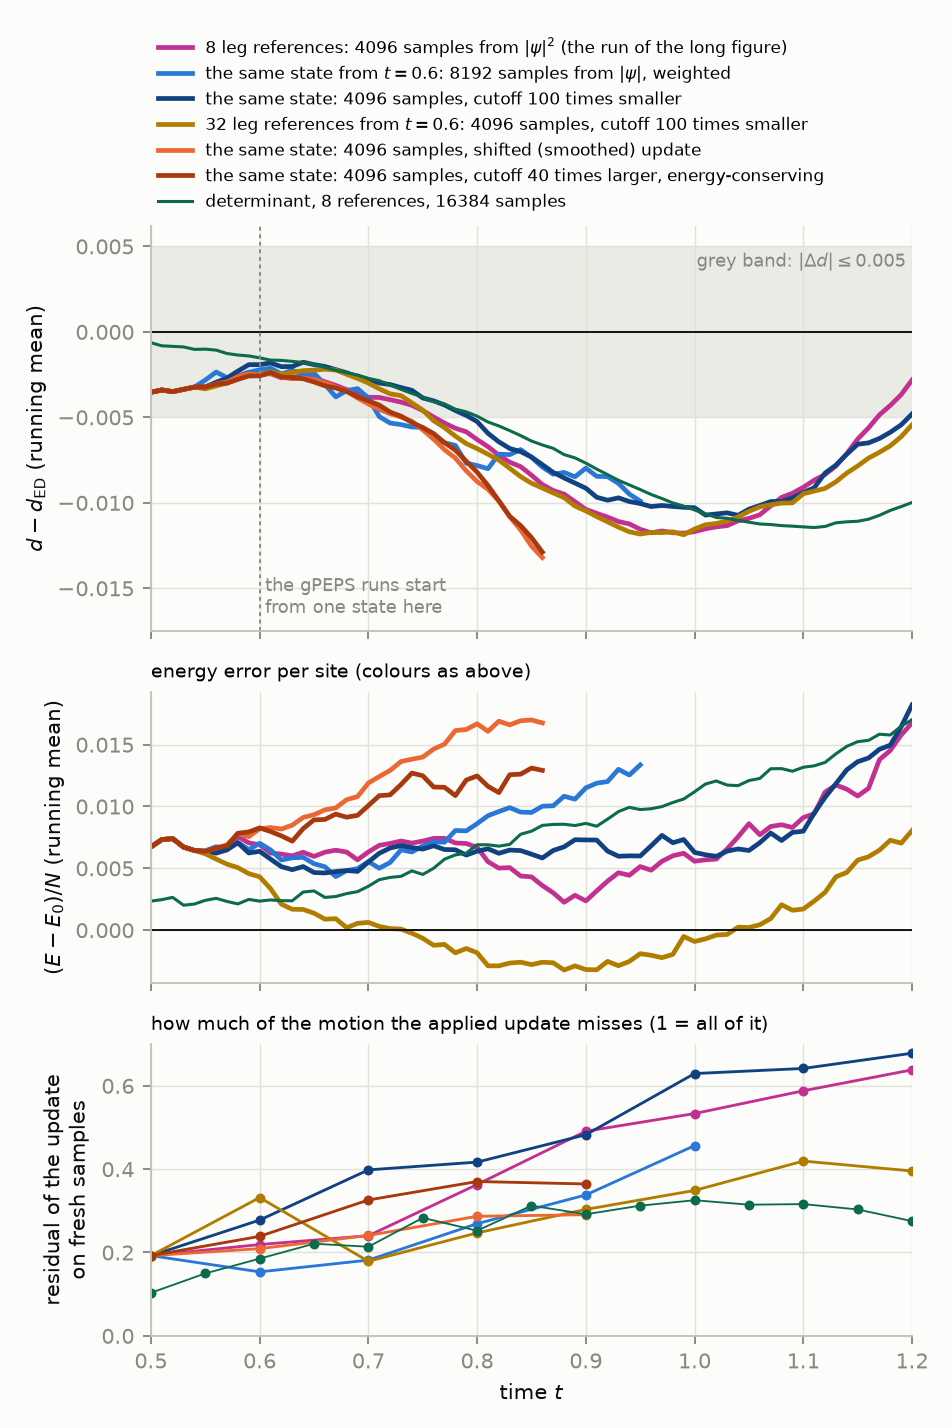 8 leg references: 4096 samples from |ψ|² (the run of the long figure)
the same state from t = 0.6: 8192 samples from |ψ|, weighted
the same state: 4096 samples, cutoff 100 times smaller
32 leg references from t = 0.6: 4096 samples, cutoff 100 times smaller
the same state: 4096 samples, shifted (smoothed) update
the same state: 4096 samples, cutoff 40 times larger, energy-conserving
determinant, 8 references, 16384 samples
d − d_ED (running mean)
0.005
0.000
−0.005
−0.010
−0.015
grey band: |Δd| ≤ 0.005
the gPEPS runs start
from one state here
energy error per site (colours as above)
(E − E₀)/N (running mean)
0.015
0.010
0.005
0.000
how much of the motion the applied update misses (1 = all of it)
residual of the update
on fresh samples
0.6
0.4
0.2
0.0
0.5 0.6 0.7 0.8 0.9 1.0 1.1 1.2
time t